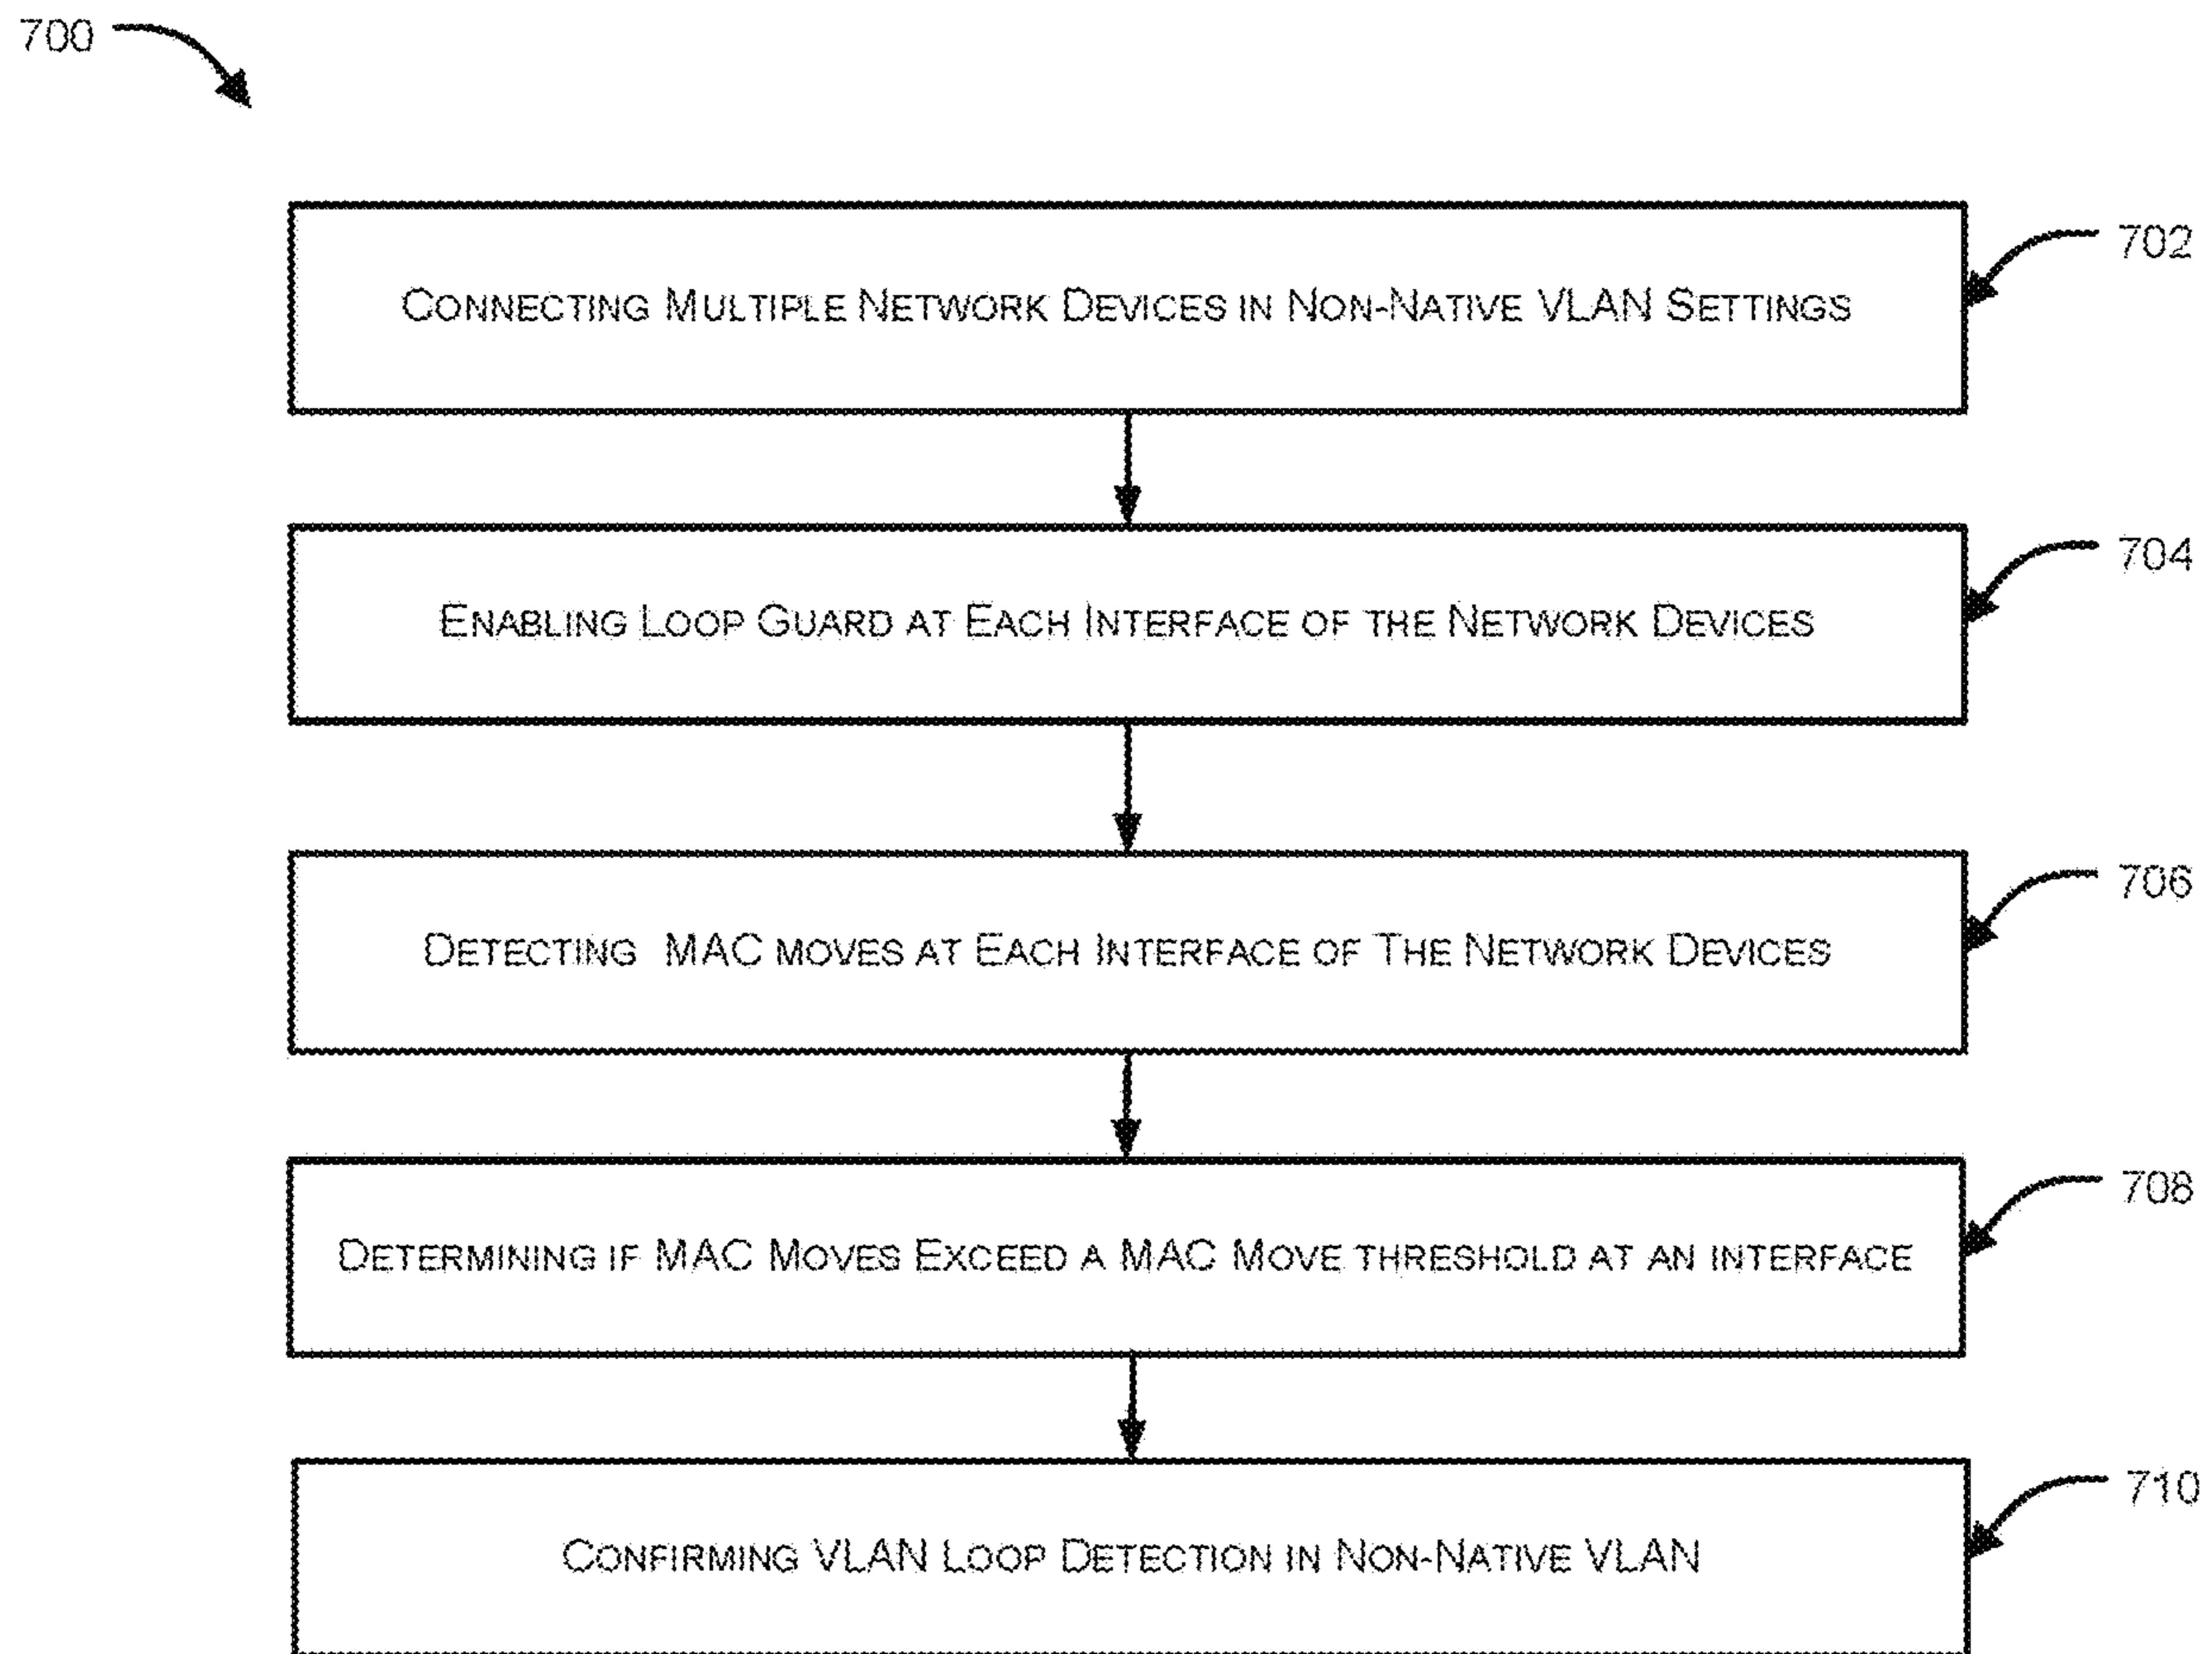 700
CONNECTING MULTIPLE NETWORK DEVICES IN NON-NATIVE VLAN SETTINGS
702
ENABLING LOOP GUARD AT EACH INTERFACE OF THE NETWORK DEVICES
704
DETECTING MAC MOVES AT EACH INTERFACE OF THE NETWORK DEVICES
706
DETERMINING IF MAC MOVES EXCEED A MAC MOVE THRESHOLD AT AN INTERFACE
708
CONFIRMING VLAN LOOP DETECTION IN NON-NATIVE VLAN
710